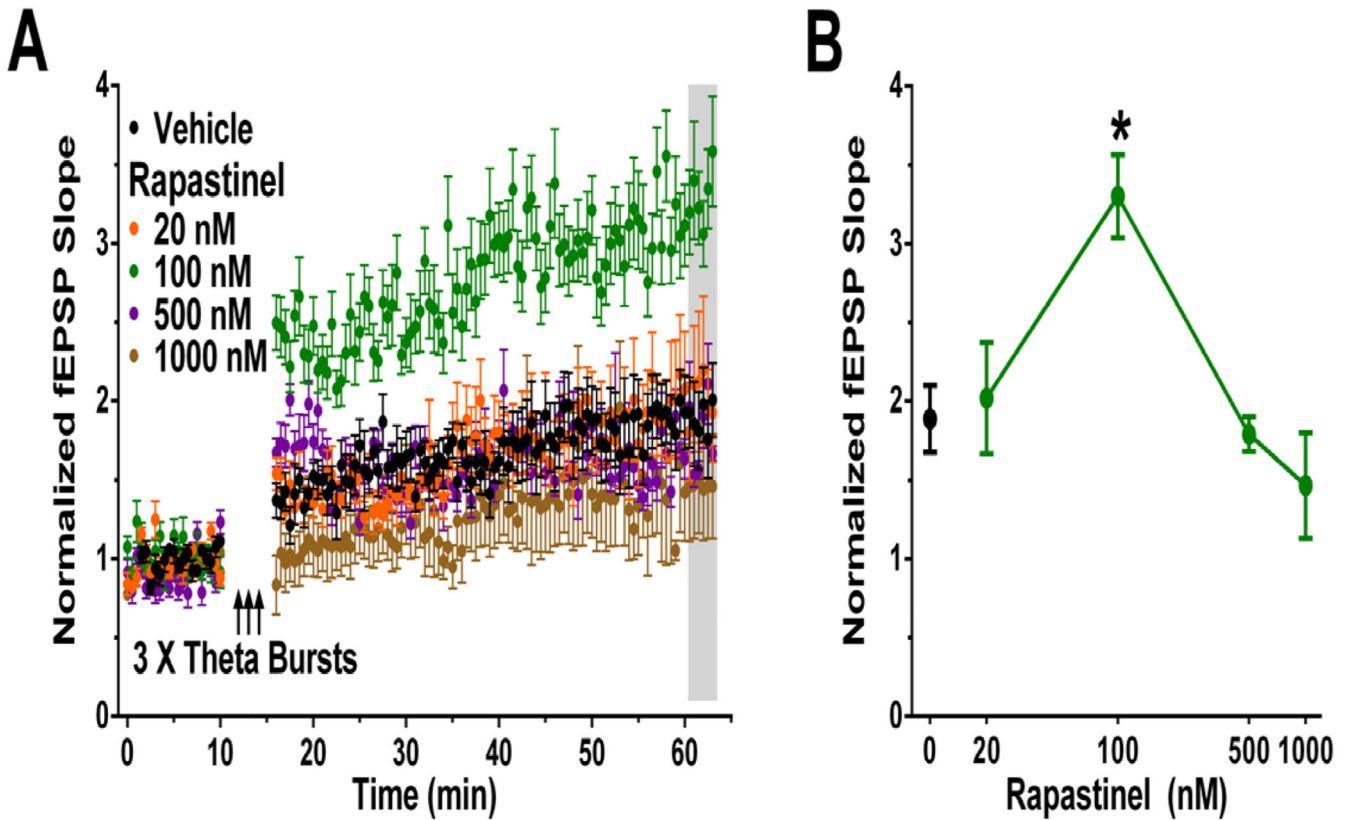 A
Normalized fEPSP Slope
4
3
2
1
0
Vehicle
Rapastinel
20 nM
100 nM
500 nM
1000 nM
3 X Theta Bursts
0 10 20 30 40 50 60
Time (min)
B
Normalized fEPSP Slope
4
3
2
1
0
*
0 20 100 500 1000
Rapastinel (nM)